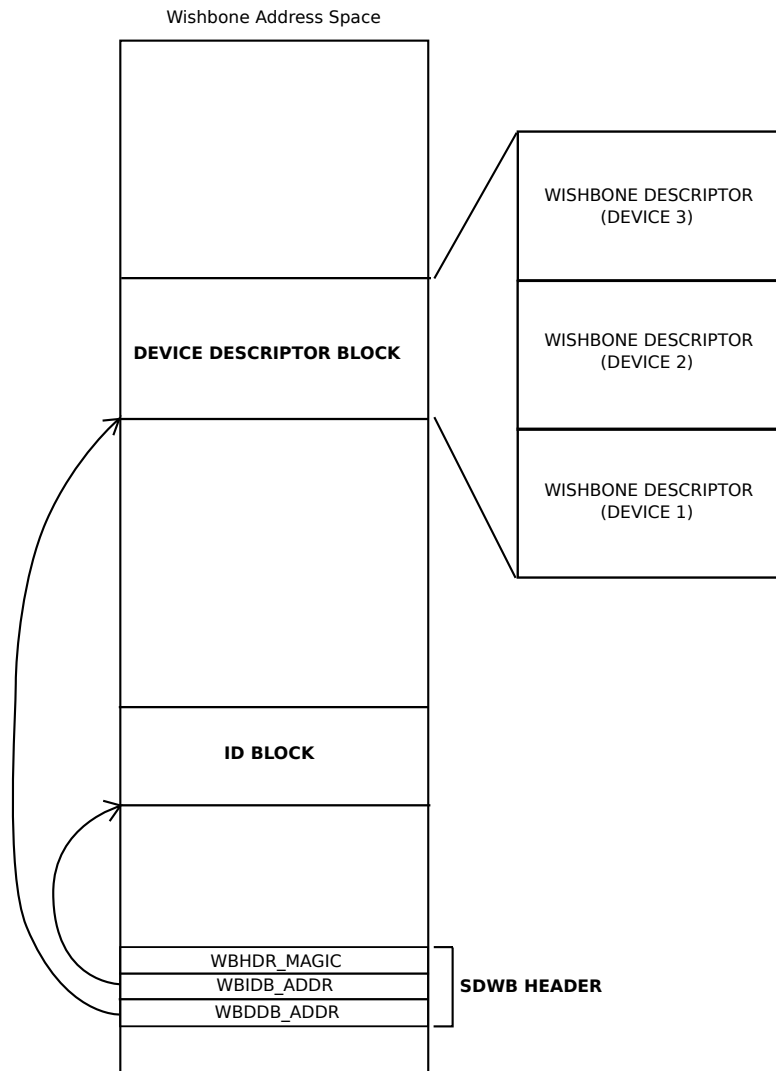 Wishbone Address Space
WISHBONE DESCRIPTOR
(DEVICE 3)
DEVICE DESCRIPTOR BLOCK
WISHBONE DESCRIPTOR
(DEVICE 2)
WISHBONE DESCRIPTOR
(DEVICE 1)
ID BLOCK
WBHDR_MAGIC
WBIDB_ADDR
WBDDB_ADDR
SDWB HEADER